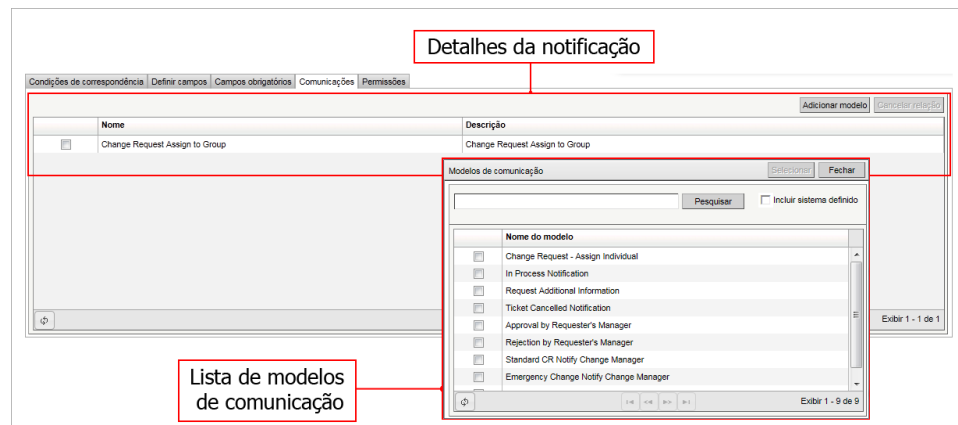 Detalhes da notificação
Condições de correspondência Definir campos Campos obrigatórios Comunicações Permissões
Adicionar modelo Cancelar relação
Nome Descrição
Change Request Assign to Group Change Request Assign to Group
Modelos de comunicação Selecionar Fechar
Pesquisar Incluir sistema definido
Nome do modelo
Change Request - Assign Individual
In Process Notification
Request Additional Information
Ticket Cancelled Notification
Approval by Requester's Manager
Rejection by Requester's Manager
Standard CR Notify Change Manager
Emergency Change Notify Change Manager
Exibir 1 - 9 de 9
Exibir 1 - 1 de 1
Lista de modelos
de comunicação